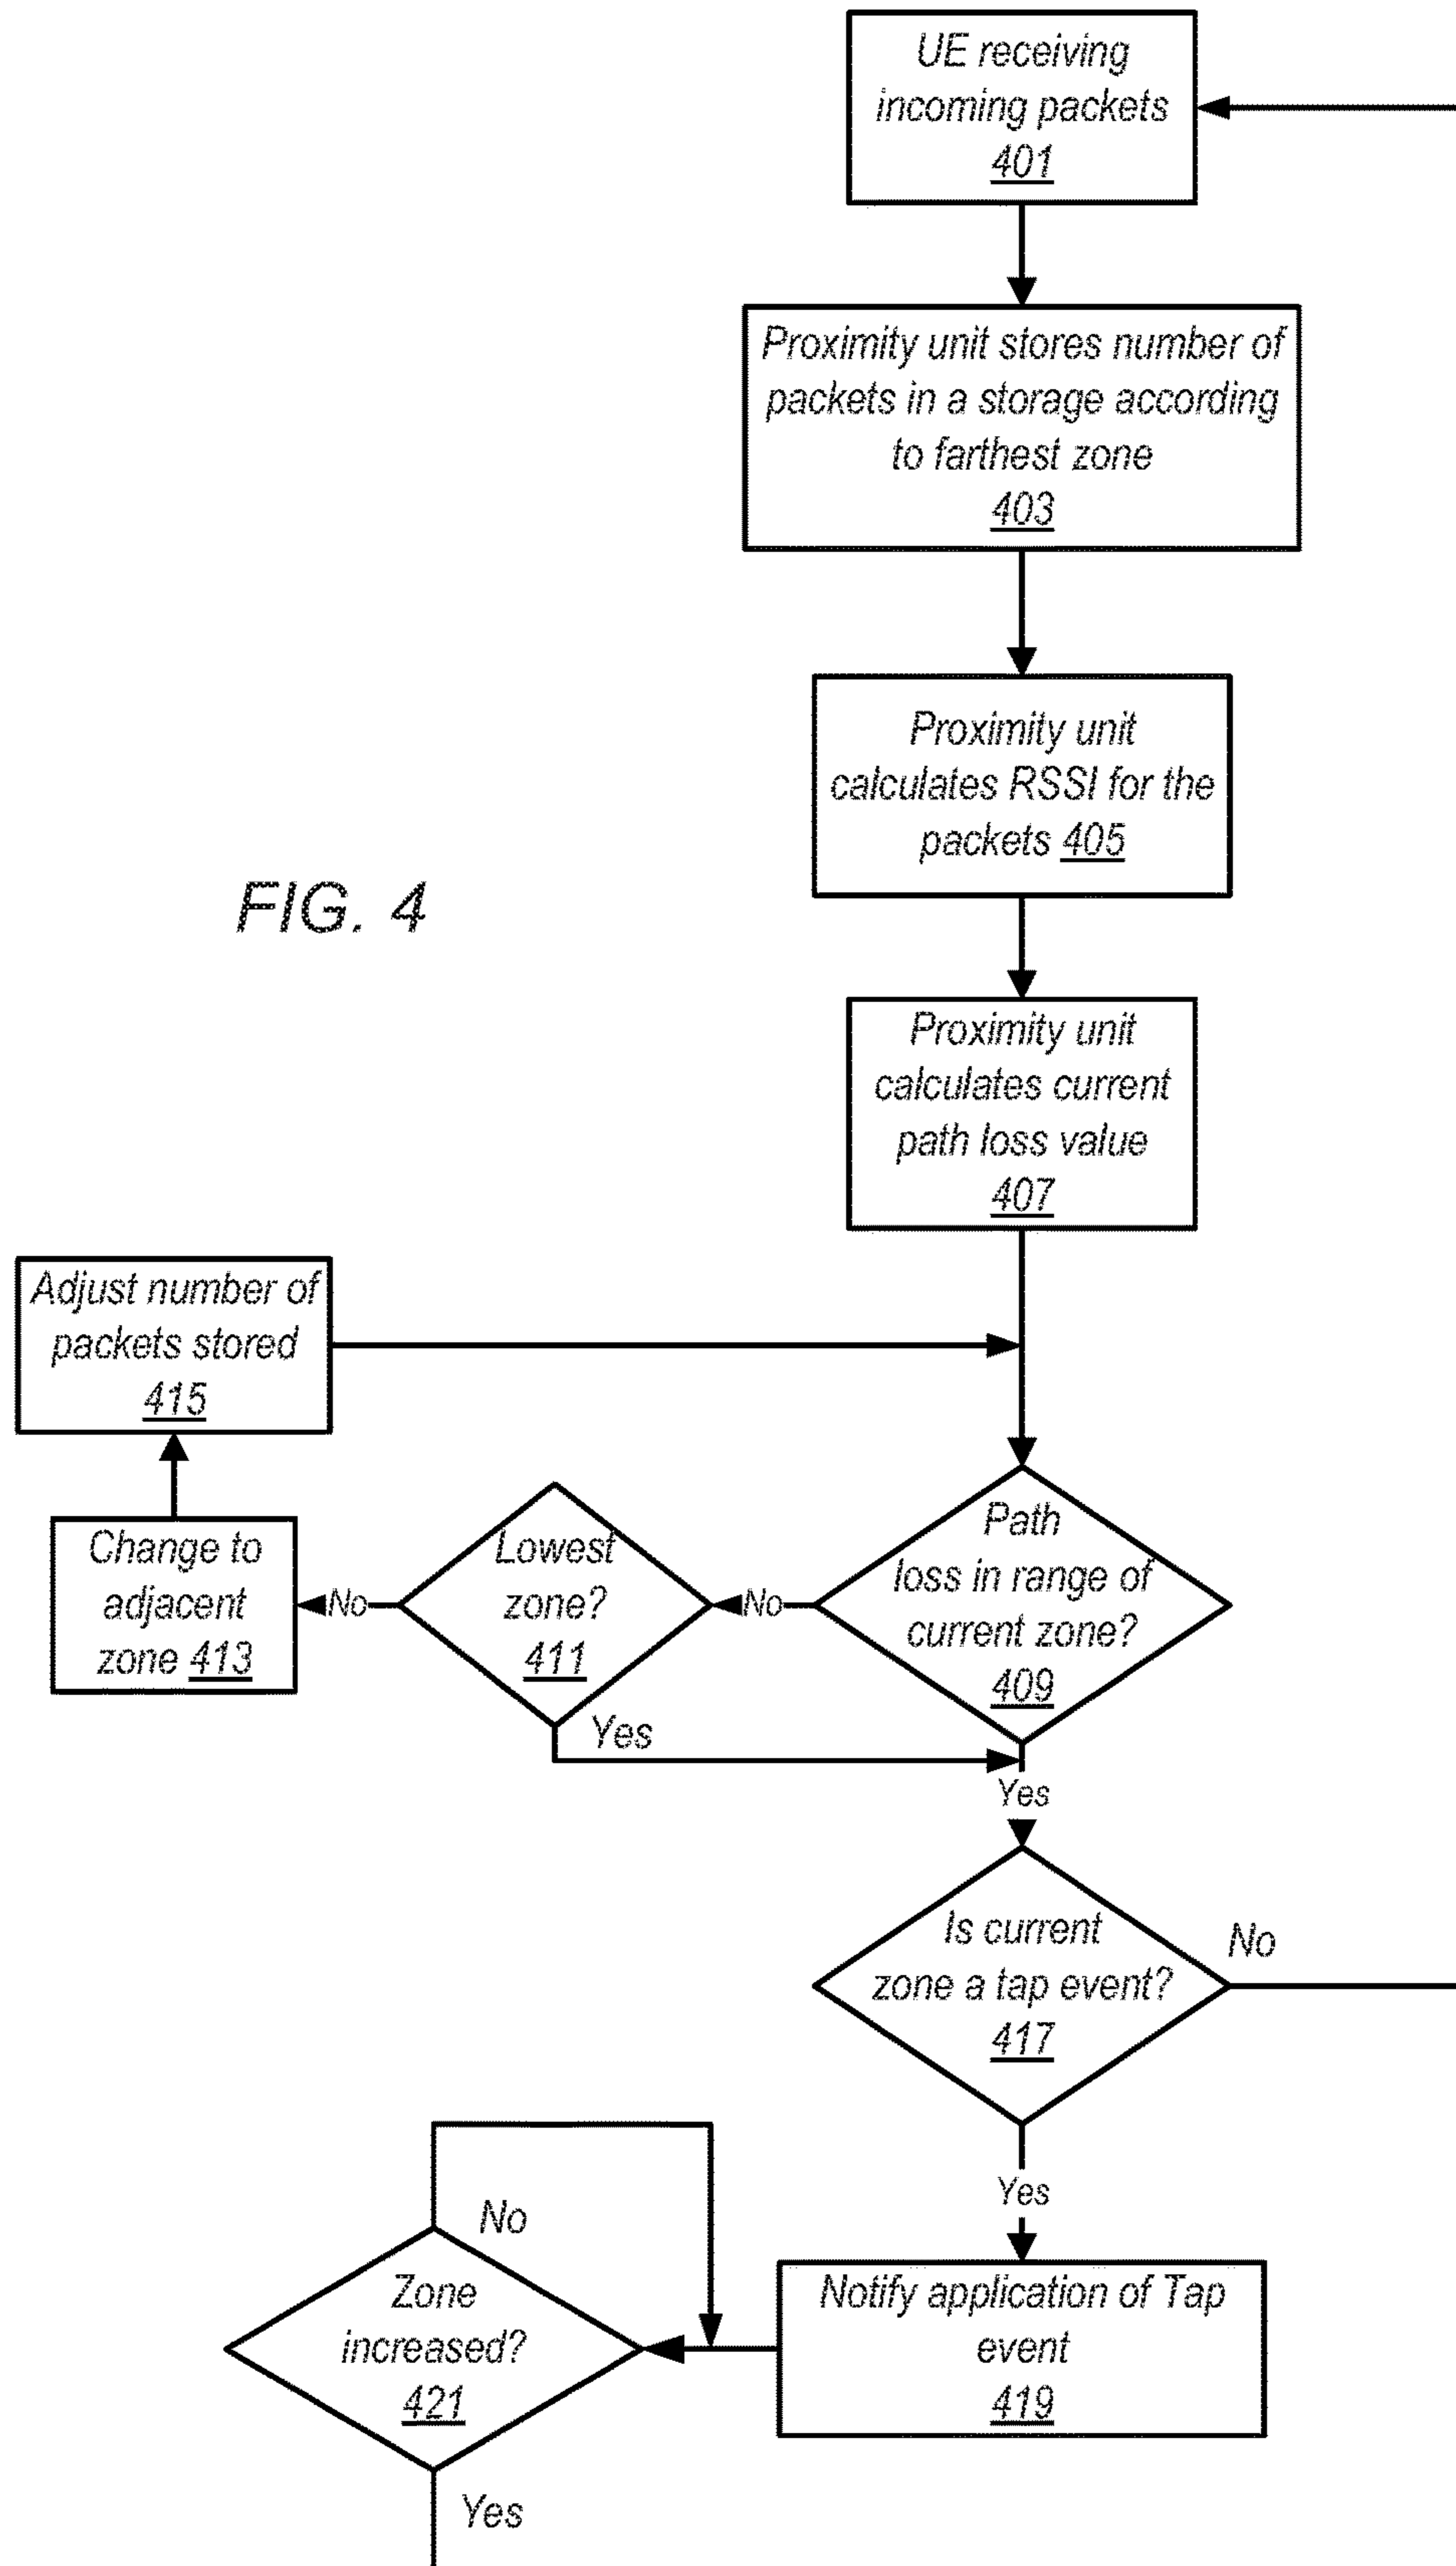 UE receiving
incoming packets
401
Proximity unit stores number of
packets in a storage according
to farthest zone
403
Proximity unit
calculates RSSI for the
packets 405
FIG. 4
Proximity unit
calculates current
path loss value
407
Adjust number of
packets stored
415
Path
loss in range of
current zone?
409
No
Lowest
zone?
411
No
Change to
adjacent
zone 413
Yes
Yes
Is current
zone a tap event?
417
No
Yes
Notify application of Tap
event
419
Zone
increased?
421
No
Yes